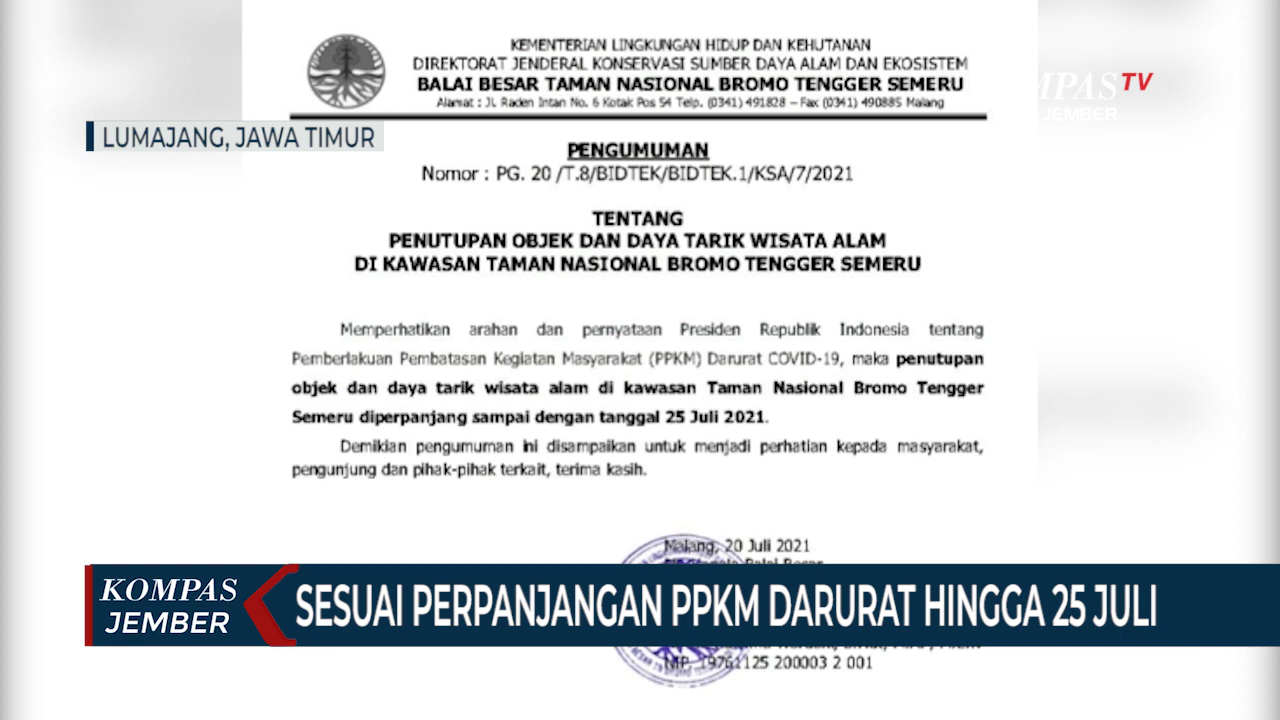 KEMENTERIAN LINGKUNGAN HIDUP DAN KEHUTANAN
DIREKTORAT JENDERAL KONSERVASI SUMBER DAYA ALAM DAN EKOSISTEM
BALAI BESAR TAMAN NASIONAL BROMO TENGGER SEMERU
Alamat : Jl. Raden Intan No. 6 Kotak Pos 54 Telp. (0341) 491828 – Fax (0341) 490885 Malang
KOMPAS TV
JEMBER
LUMAJANG, JAWA TIMUR
PENGUMUMAN
Nomor : PG. 20 /T.8/BIDTEK/BIDTEK.1/KSA/7/2021
TENTANG
PENUTUPAN OBJEK DAN DAYA TARIK WISATA ALAM
DI KAWASAN TAMAN NASIONAL BROMO TENGGER SEMERU
Memperhatikan arahan dan pernyataan Presiden Republik Indonesia tentang
Pemberlakuan Pembatasan Kegiatan Masyarakat (PPKM) Darurat COVID-19, maka penutupan
objek dan daya tarik wisata alam di kawasan Taman Nasional Bromo Tengger
Semeru diperpanjang sampai dengan tanggal 25 Juli 2021.
Demikian pengumuman ini disampaikan untuk menjadi perhatian kepada masyarakat,
pengunjung dan pihak-pihak terkait, terima kasih.
Malang, 20 Juli 2021
Balai Besar
KOMPAS
JEMBER
SESUAI PERPANJANGAN PPKM DARURAT HINGGA 25 JULI
NIP. 19761125 200003 2 001